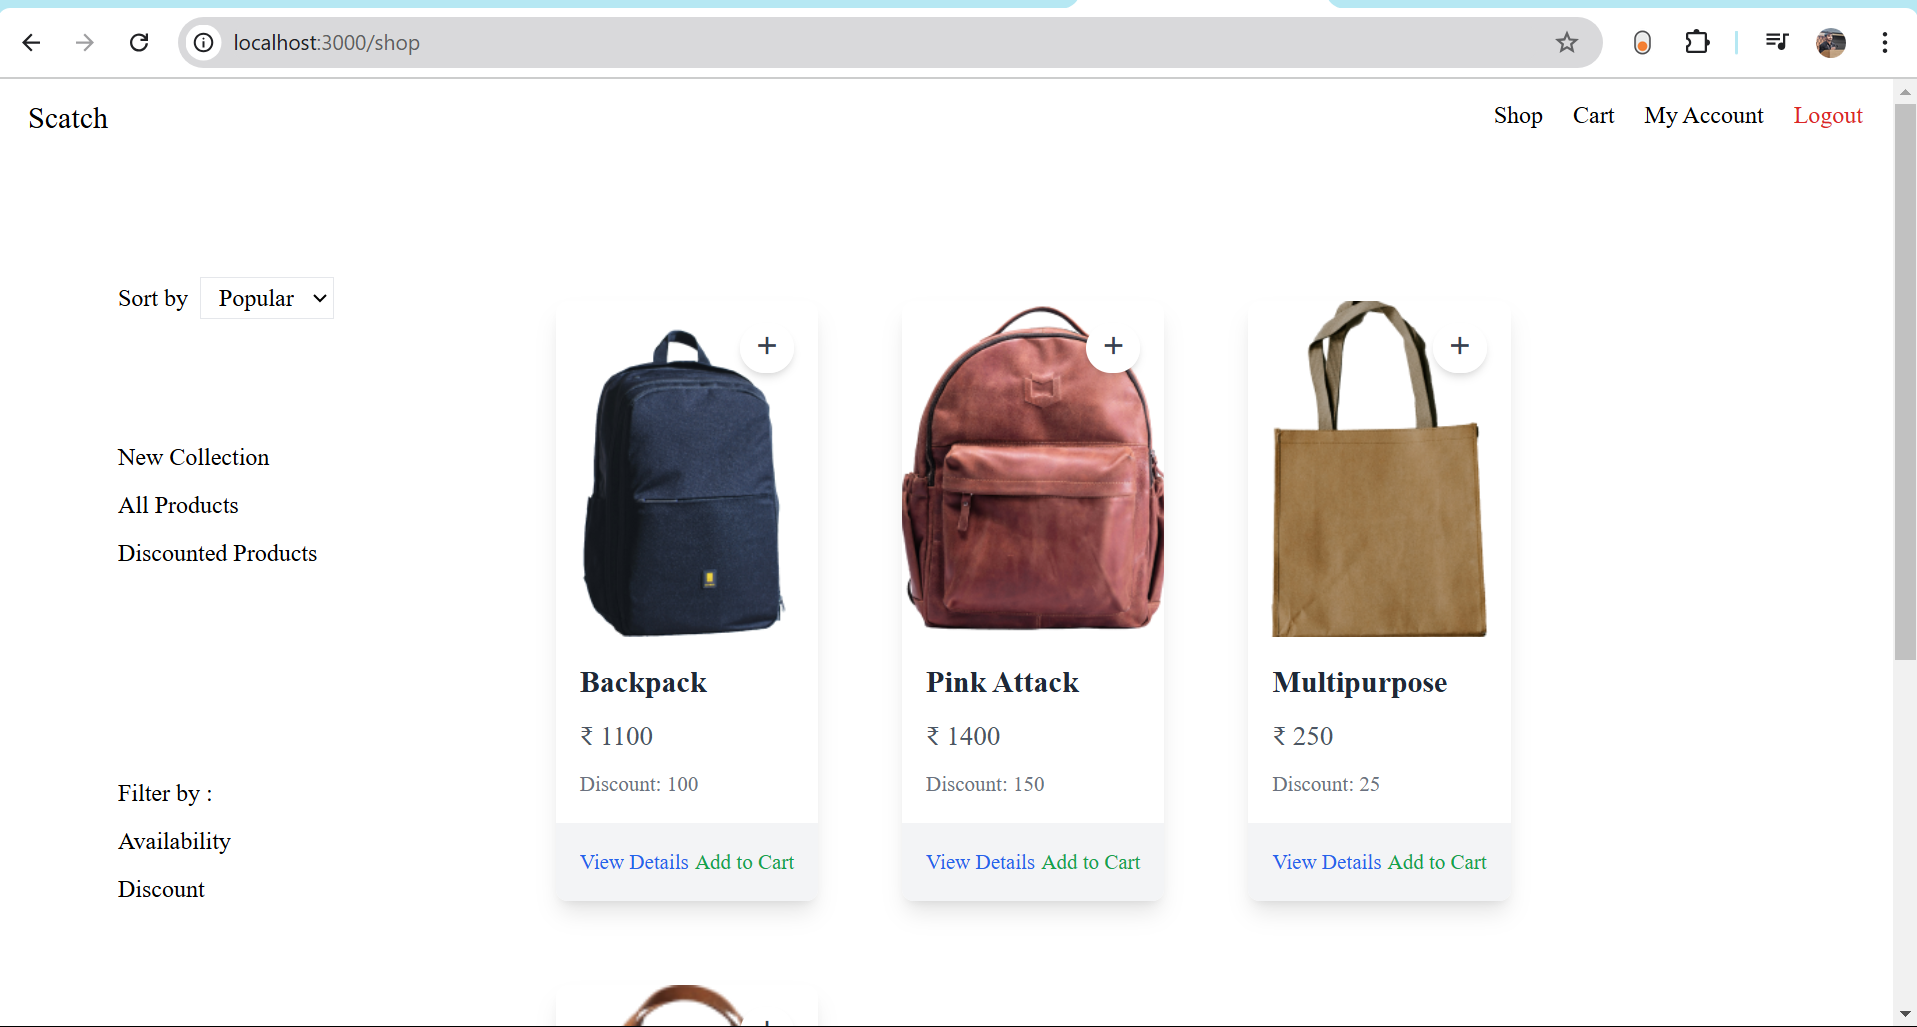 localhost:3000/shop
Scatch
Shop Cart My Account Logout
Sort by Popular
New Collection
All Products
Discounted Products
Filter by :
Availability
Discount
+
Backpack
₹ 1100
Discount: 100
View Details Add to Cart
+
Pink Attack
₹ 1400
Discount: 150
View Details Add to Cart
+
Multipurpose
₹ 250
Discount: 25
View Details Add to Cart